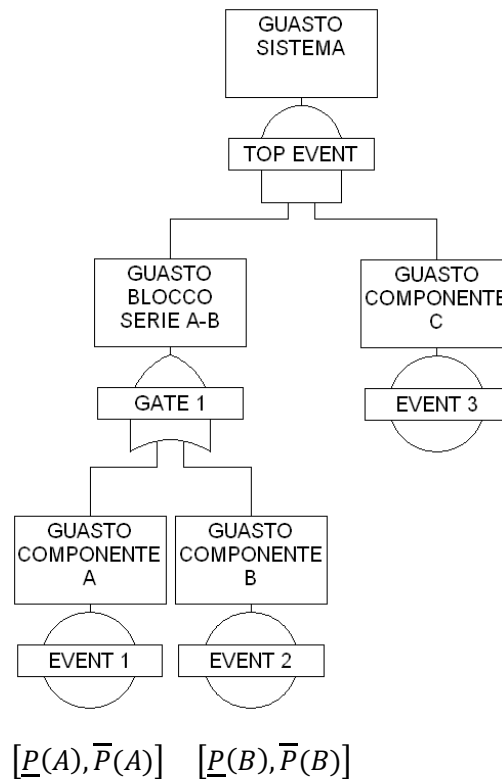 GUASTO
SISTEMA
TOP EVENT
GUASTO
BLOCCO
SERIE A-B
GUASTO
COMPONENTE
C
GATE 1
EVENT 3
GUASTO
COMPONENTE
A
GUASTO
COMPONENTE
B
EVENT 1
EVENT 2
[P̲(A), P̅(A)] [P̲(B), P̅(B)]